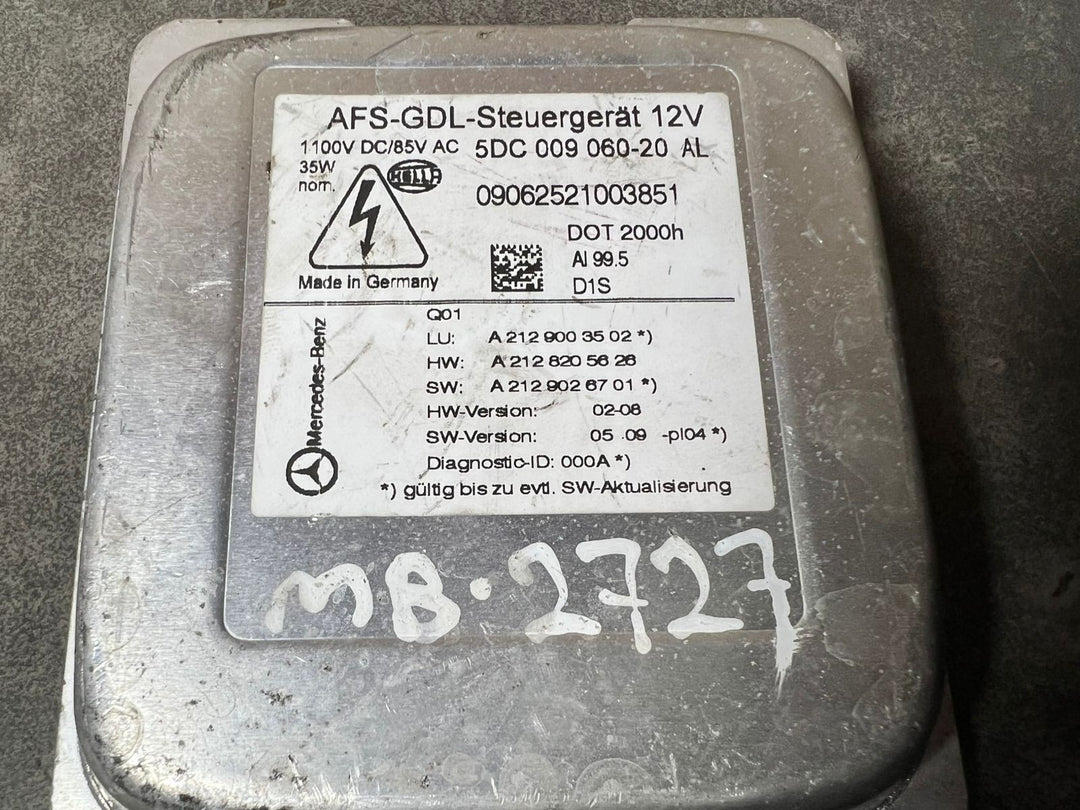 AFS-GDL-Steuergerät 12V
1100V DC/85V AC 5DC 009 060-20 AL
35W
nom.
HELLA
09062521003851
DOT 2000h
Al 99.5
D1S
Made in Germany
Mercedes-Benz
Q01
LU: A 212 900 35 02 *)
HW: A 212 820 56 26
SW: A 212 902 67 01 *)
HW-Version: 02-08
SW-Version: 05 09 -pl04 *)
Diagnostic-ID: 000A *)
*) gültig bis zu evtl. SW-Aktualisierung
MB.2727